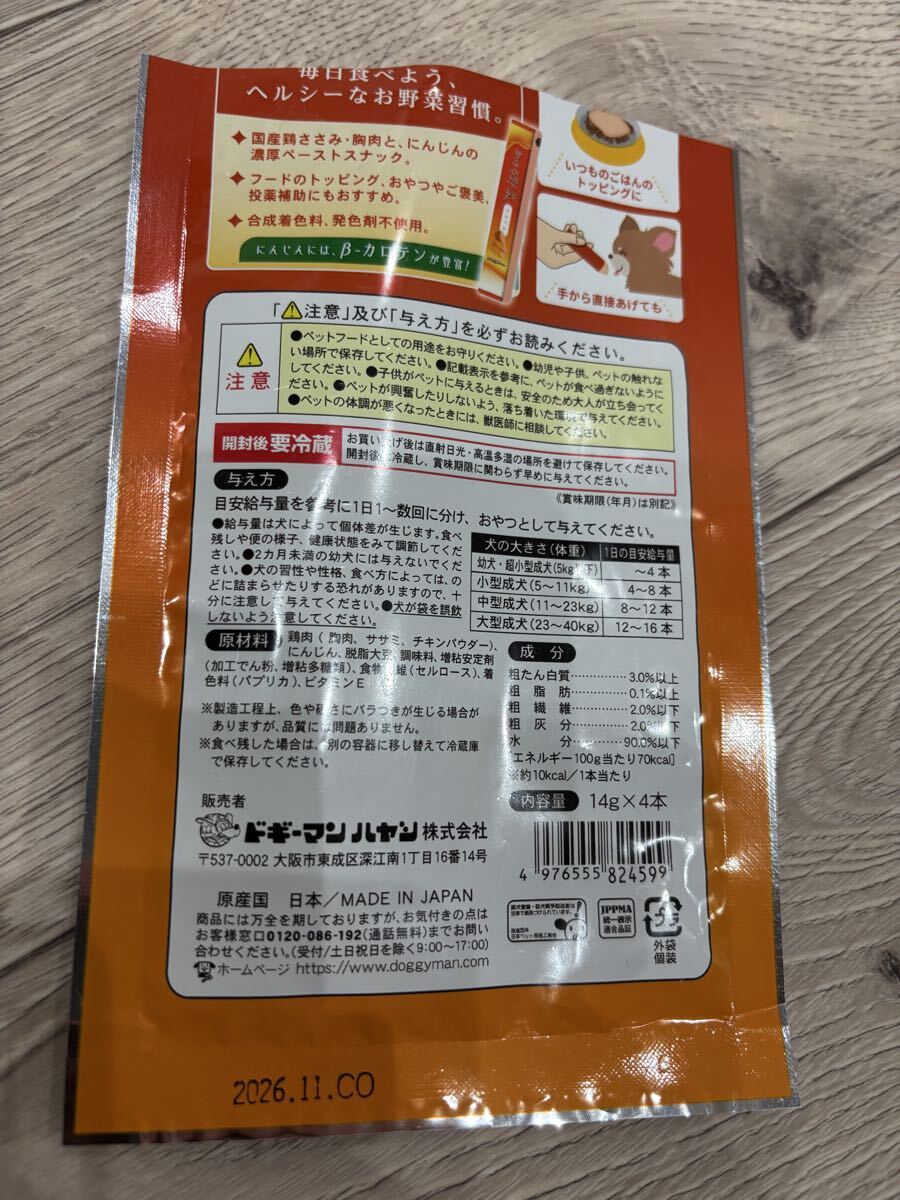 毎日食べよう、
ヘルシーなお野菜習慣。
国産鶏ささみ・胸肉と、にんじんの
濃厚ペーストスナック。
フードのトッピング、おやつやご褒美、
投薬補助にもおすすめ。
合成着色料、発色剤不使用。
にんじんには、β-カロテンが豊富!
いつものごはんの
トッピングに
手から直接あげても
「⚠注意」及び「与え方」を必ずお読みください。
注意
●ペットフードとしての用途をお守りください。●幼児や子供、ペットの触れな
い場所で保存してください。●記載表示を参考に、ペットが食べ過ぎないように
してください。●子供がペットに与えるときは、安全のため大人が立ち会ってく
ださい。●ペットが興奮したりしないよう、落ち着いた環境で与えてください。
●ペットの体調が悪くなったときには、獣医師に相談してください。
開封後要冷蔵
お買い上げ後は直射日光・高温多湿の場所を避けて保存してください。
開封後は冷蔵し、賞味期限に関わらず早めに与えてください。
《賞味期限(年月)は別記》
与え方
目安給与量を参考に1日1〜数回に分け、おやつとして与えてください。
●給与量は犬によって個体差が生じます。食べ
残しや便の様子、健康状態をみて調節してくだ
さい。●2カ月未満の幼犬には与えないでくだ
さい。●犬の習性や性格、食べ方によっては、の
どに詰まらせたりする恐れがありますので、十
分に注意して与えてください。●犬が袋を誤飲
しないよう注意してください。
犬の大きさ(体重) 1日の目安給与量
幼犬・超小型成犬(5kg以下) 〜4本
小型成犬(5〜11kg) 4〜8本
中型成犬(11〜23kg) 8〜12本
大型成犬(23〜40kg) 12〜16本
原材料 鶏肉(胸肉、ササミ、チキンパウダー)、
にんじん、脱脂大豆、調味料、増粘安定剤
(加工でん粉、増粘多糖類)、食物繊維(セルロース)、着
色料(パプリカ)、ビタミンE
※製造工程上、色や硬さにバラつきが生じる場合が
ありますが、品質には問題ありません。
※食べ残した場合は、別の容器に移し替えて冷蔵庫
で保存してください。
成分
粗たん白質…………3.0%以上
粗脂肪…………0.1%以上
粗繊維…………2.0%以下
粗灰分…………2.0%以下
水分…………90.0%以下
[エネルギー100g当たり70kcal]
※約10kcal/1本当たり
内容量 14g×4本
販売者
ドギーマンハヤシ株式会社
〒537-0002 大阪市東成区深江南1丁目16番14号
原産国 日本/MADE IN JAPAN
商品には万全を期しておりますが、お気付きの点は
お客様窓口0120-086-192(通話無料)までお問い
合わせください。(受付/土日祝日を除く9:00〜17:00)
ホームページ https://www.doggyman.com
4 976555 824599
JPPMA
統一表示
適合品証
プラ
外袋
個装
2026.11.CO